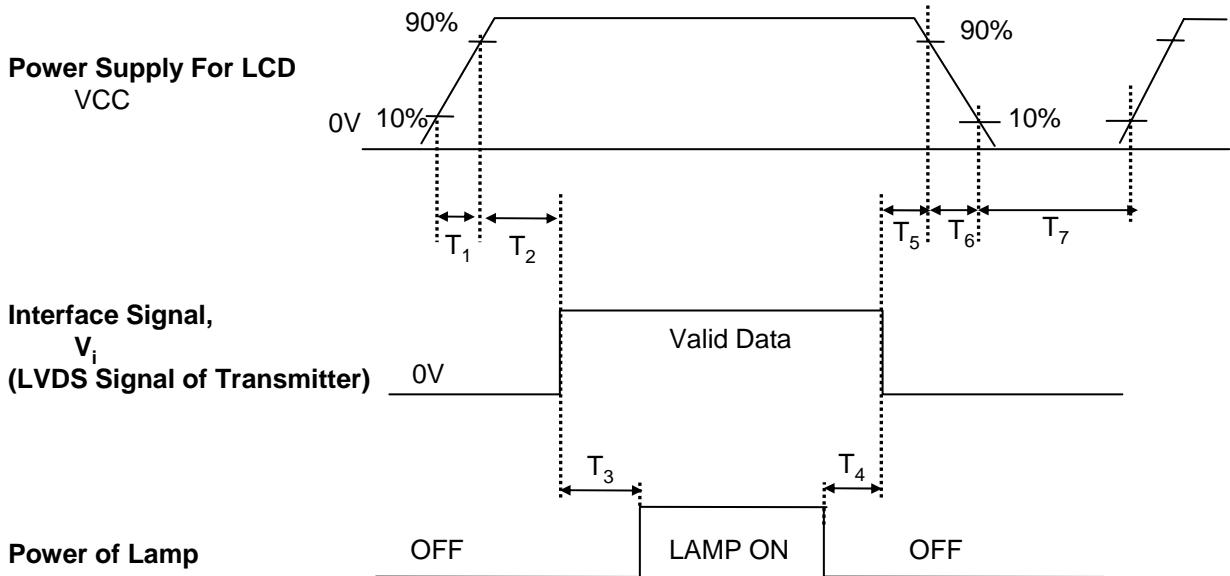 90%
90%
Power Supply For LCD
VCC
0V
10%
10%
T1
T2
T5
T6
T7
Interface Signal,
Vi
(LVDS Signal of Transmitter)
0V
Valid Data
T3
T4
Power of Lamp
OFF
LAMP ON
OFF